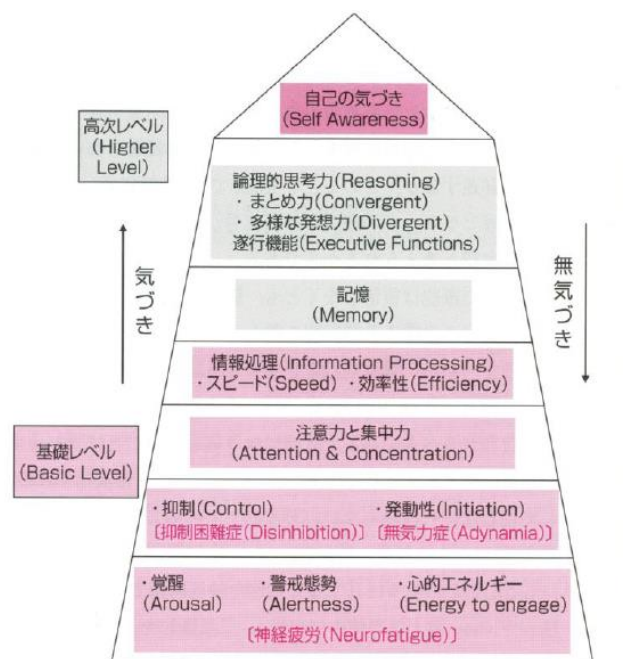 自己の気づき
(Self Awareness)
高次レベル
(Higher
Level)
論理的思考力(Reasoning)
・まとめ力(Convergent)
・多様な発想力(Divergent)
遂行機能(Executive Functions)
気づき
無気づき
記憶
(Memory)
情報処理(Information Processing)
・スピード(Speed) ・効率性(Efficiency)
基礎レベル
(Basic Level)
注意力と集中力
(Attention & Concentration)
・抑制(Control) ・発動性(Initiation)
〔抑制困難症(Disinhibition)〕 〔無気力症(Adynamia)〕
・覚醒 ・警戒態勢 ・心的エネルギー
(Arousal) (Alertness) (Energy to engage)
〔神経疲労(Neurofatigue)〕